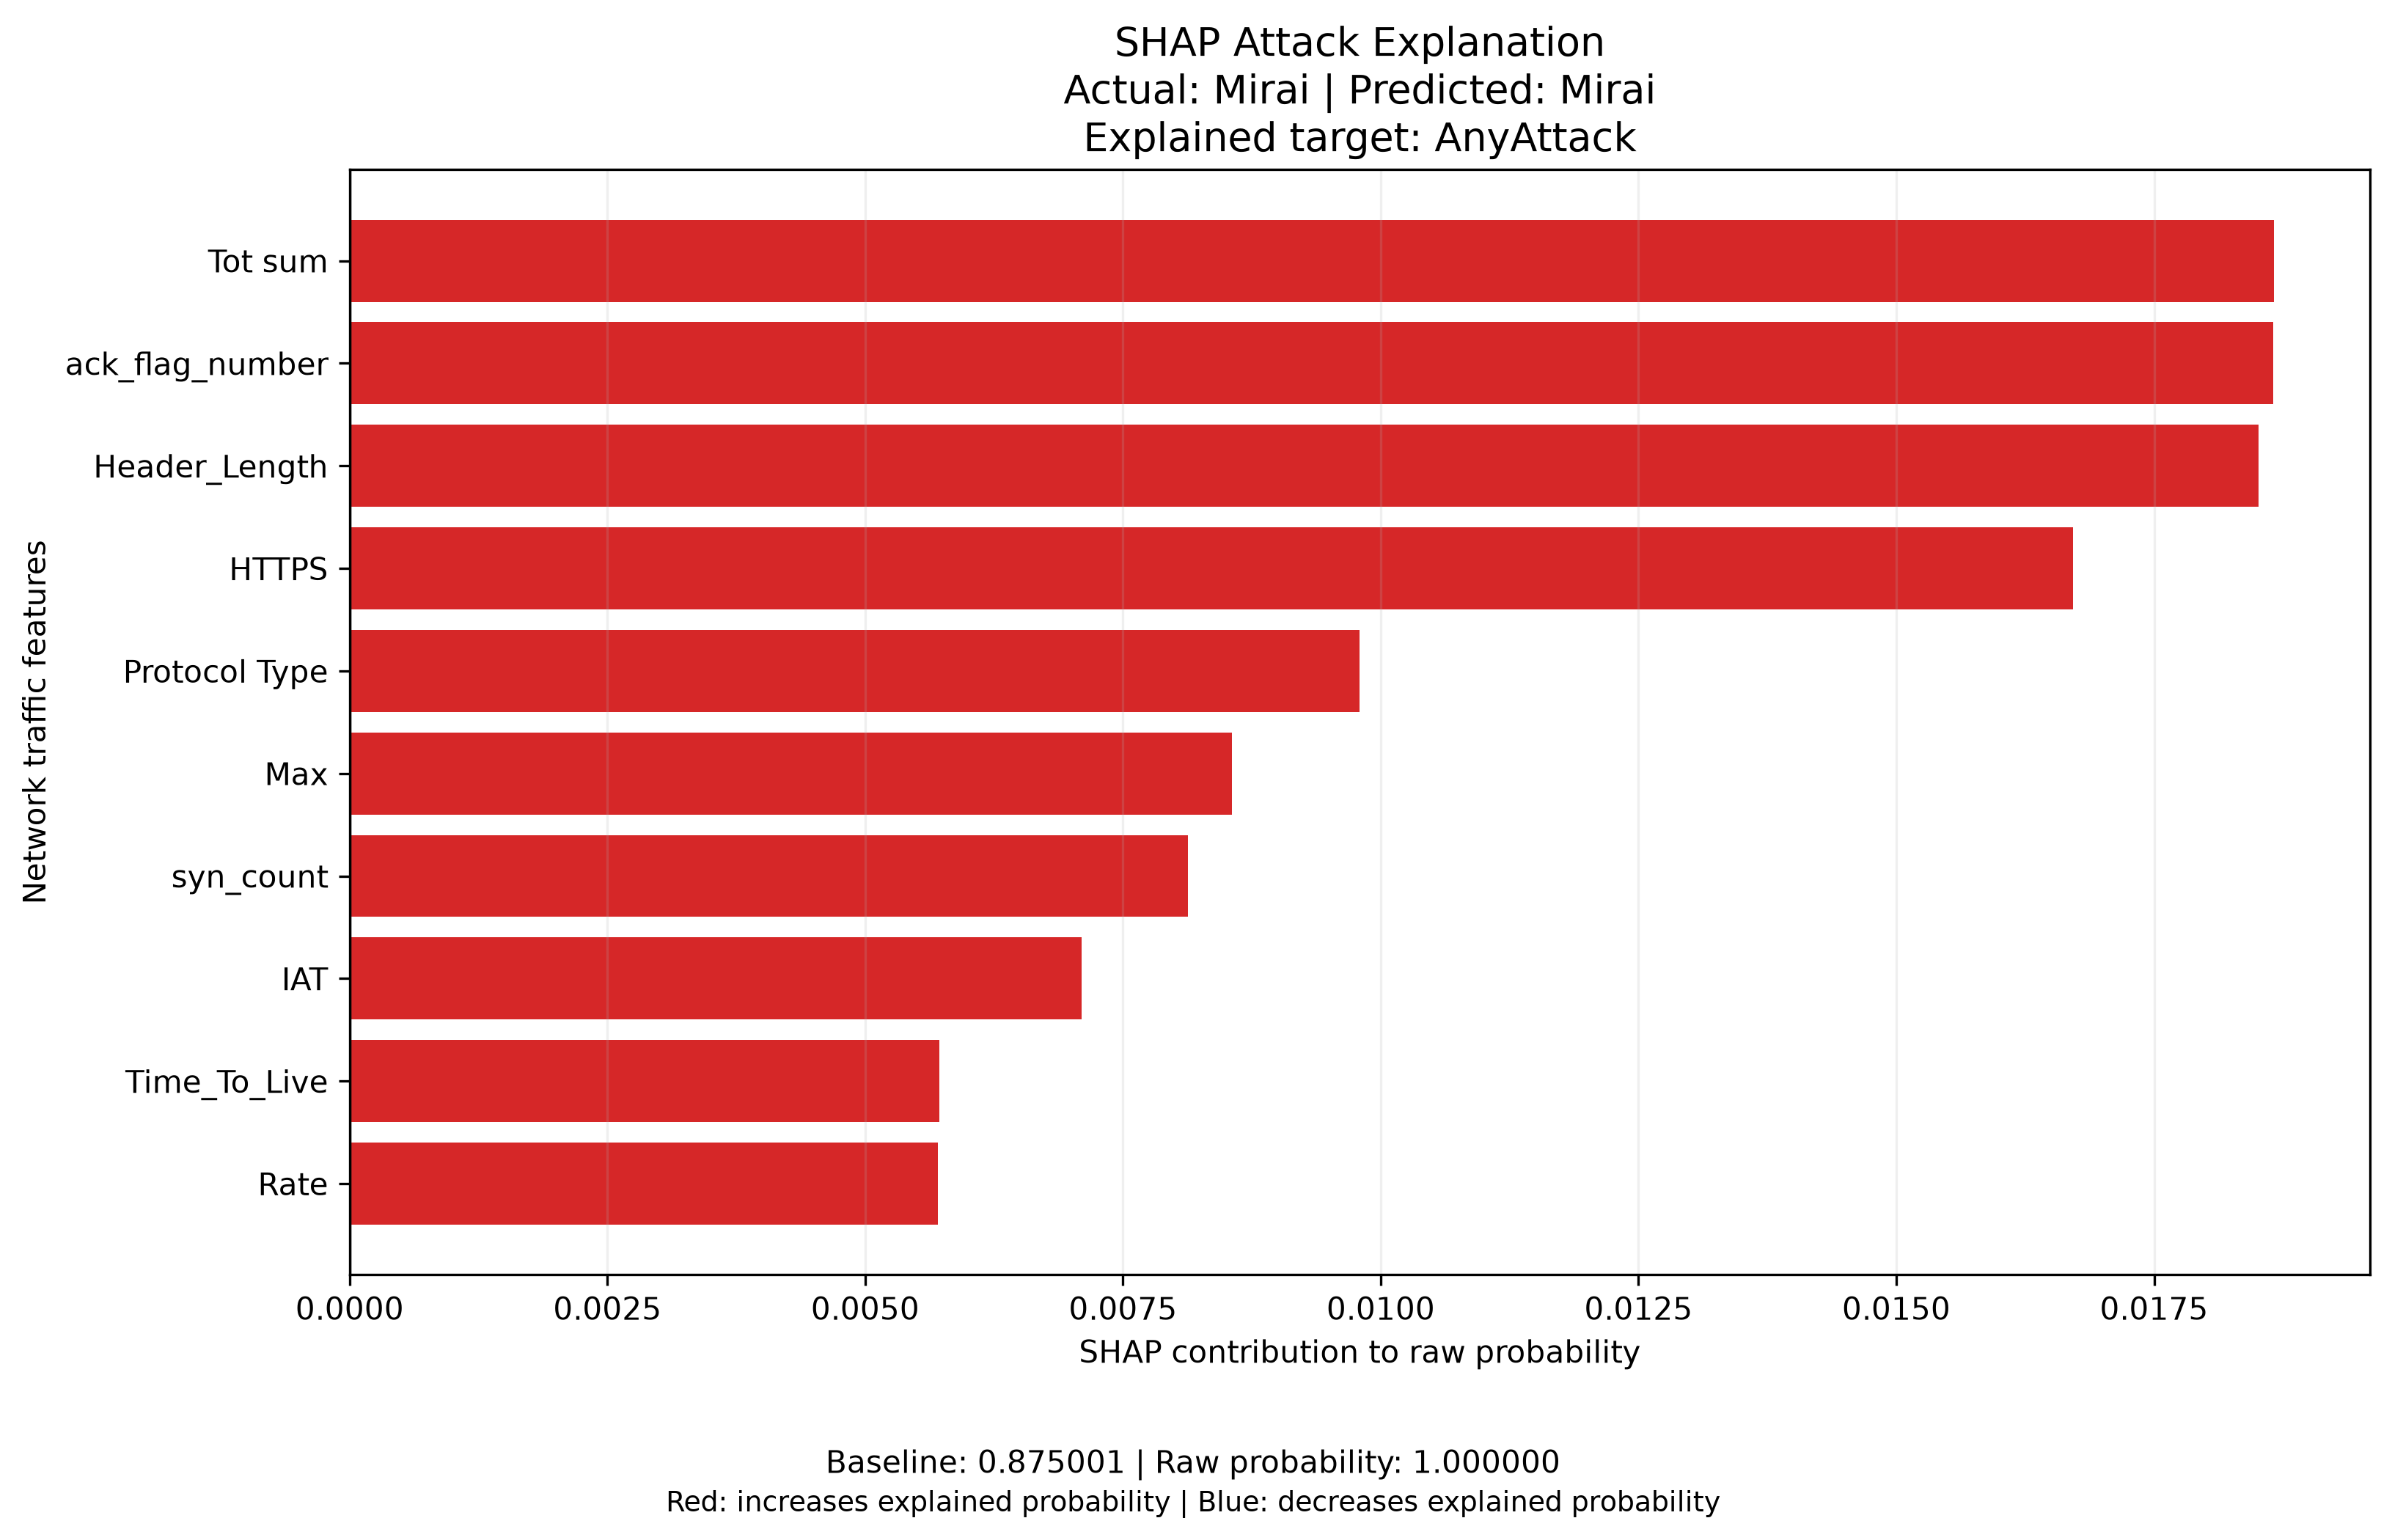 SHAP Attack Explanation
Actual: Mirai | Predicted: Mirai
Explained target: AnyAttack
Network traffic features
Tot sum
ack_flag_number
Header_Length
HTTPS
Protocol Type
Max
syn_count
IAT
Time_To_Live
Rate
0.0000 0.0025 0.0050 0.0075 0.0100 0.0125 0.0150 0.0175
SHAP contribution to raw probability
Baseline: 0.875001 | Raw probability: 1.000000
Red: increases explained probability | Blue: decreases explained probability